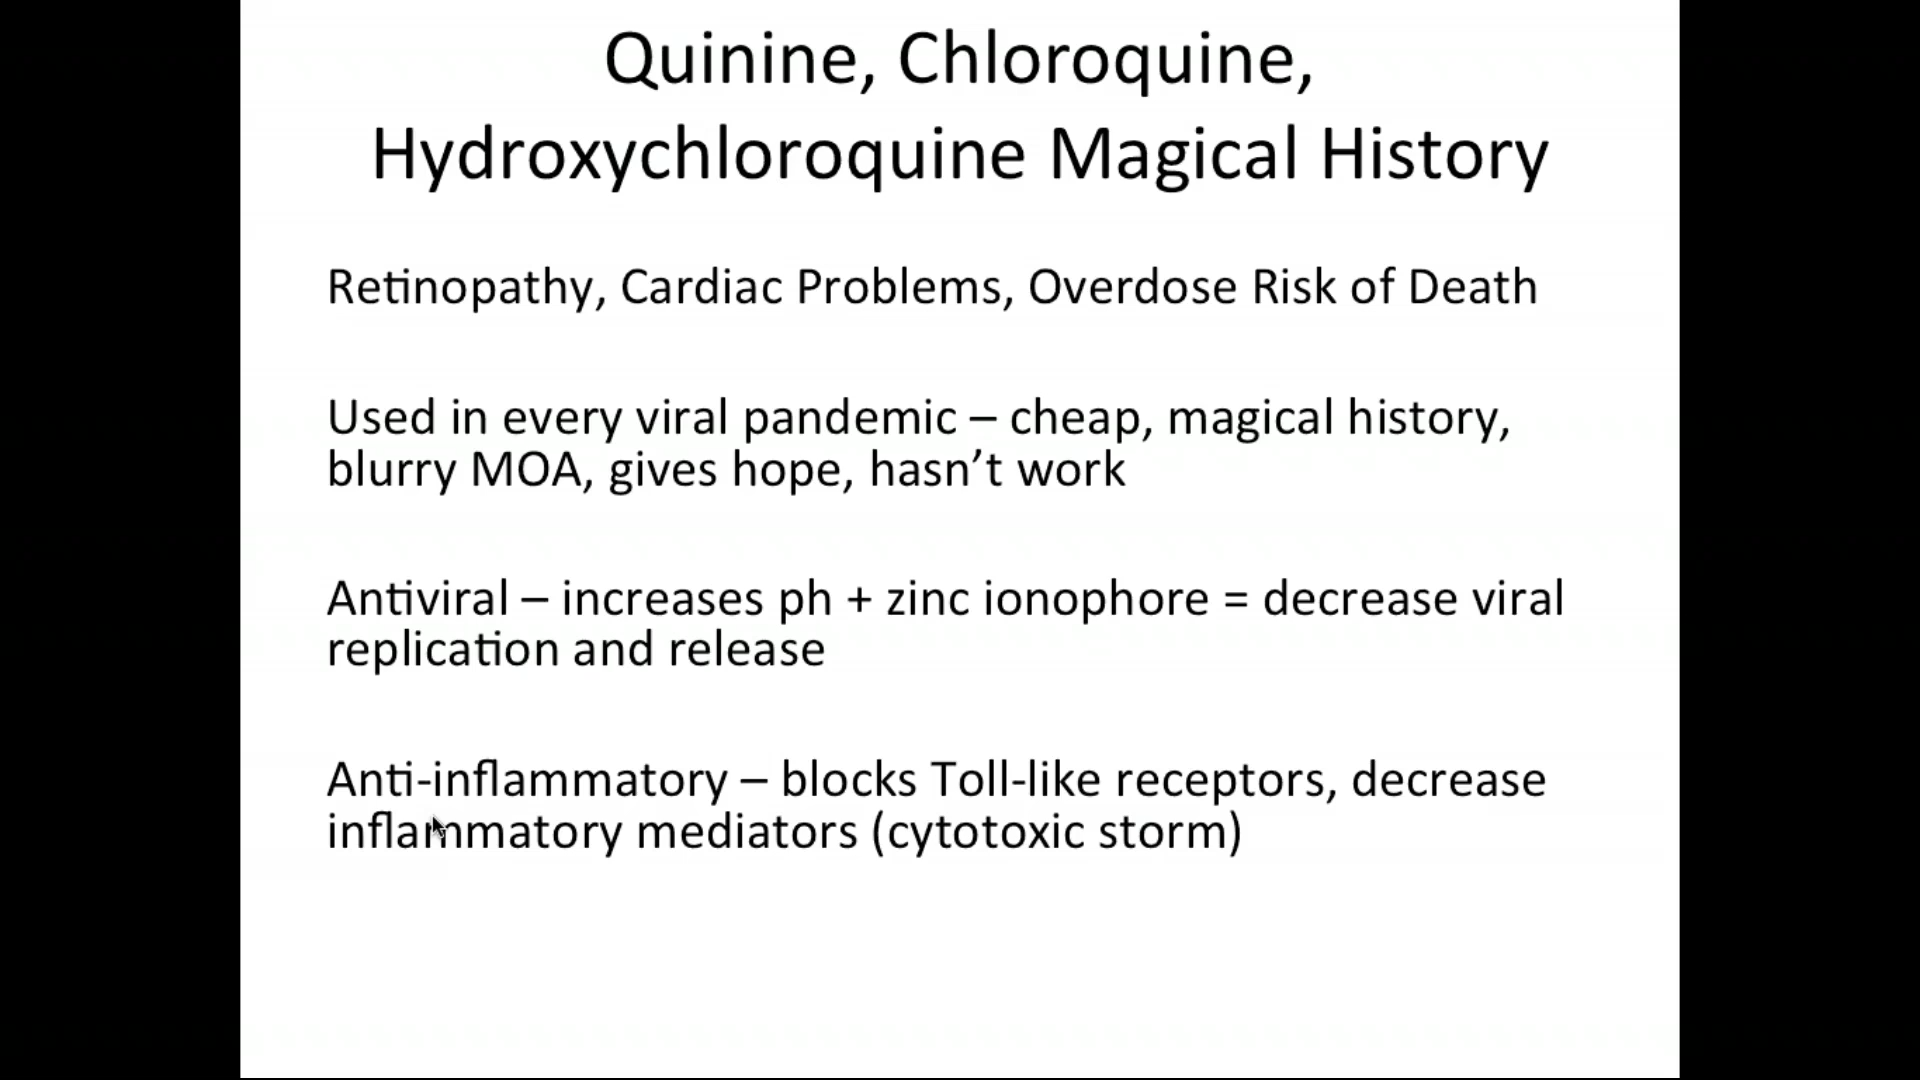 Quinine, Chloroquine,
Hydroxychloroquine Magical History
Retinopathy, Cardiac Problems, Overdose Risk of Death
Used in every viral pandemic – cheap, magical history,
blurry MOA, gives hope, hasn’t work
Antiviral – increases ph + zinc ionophore = decrease viral
replication and release
Anti-inflammatory – blocks Toll-like receptors, decrease
inflammatory mediators (cytotoxic storm)